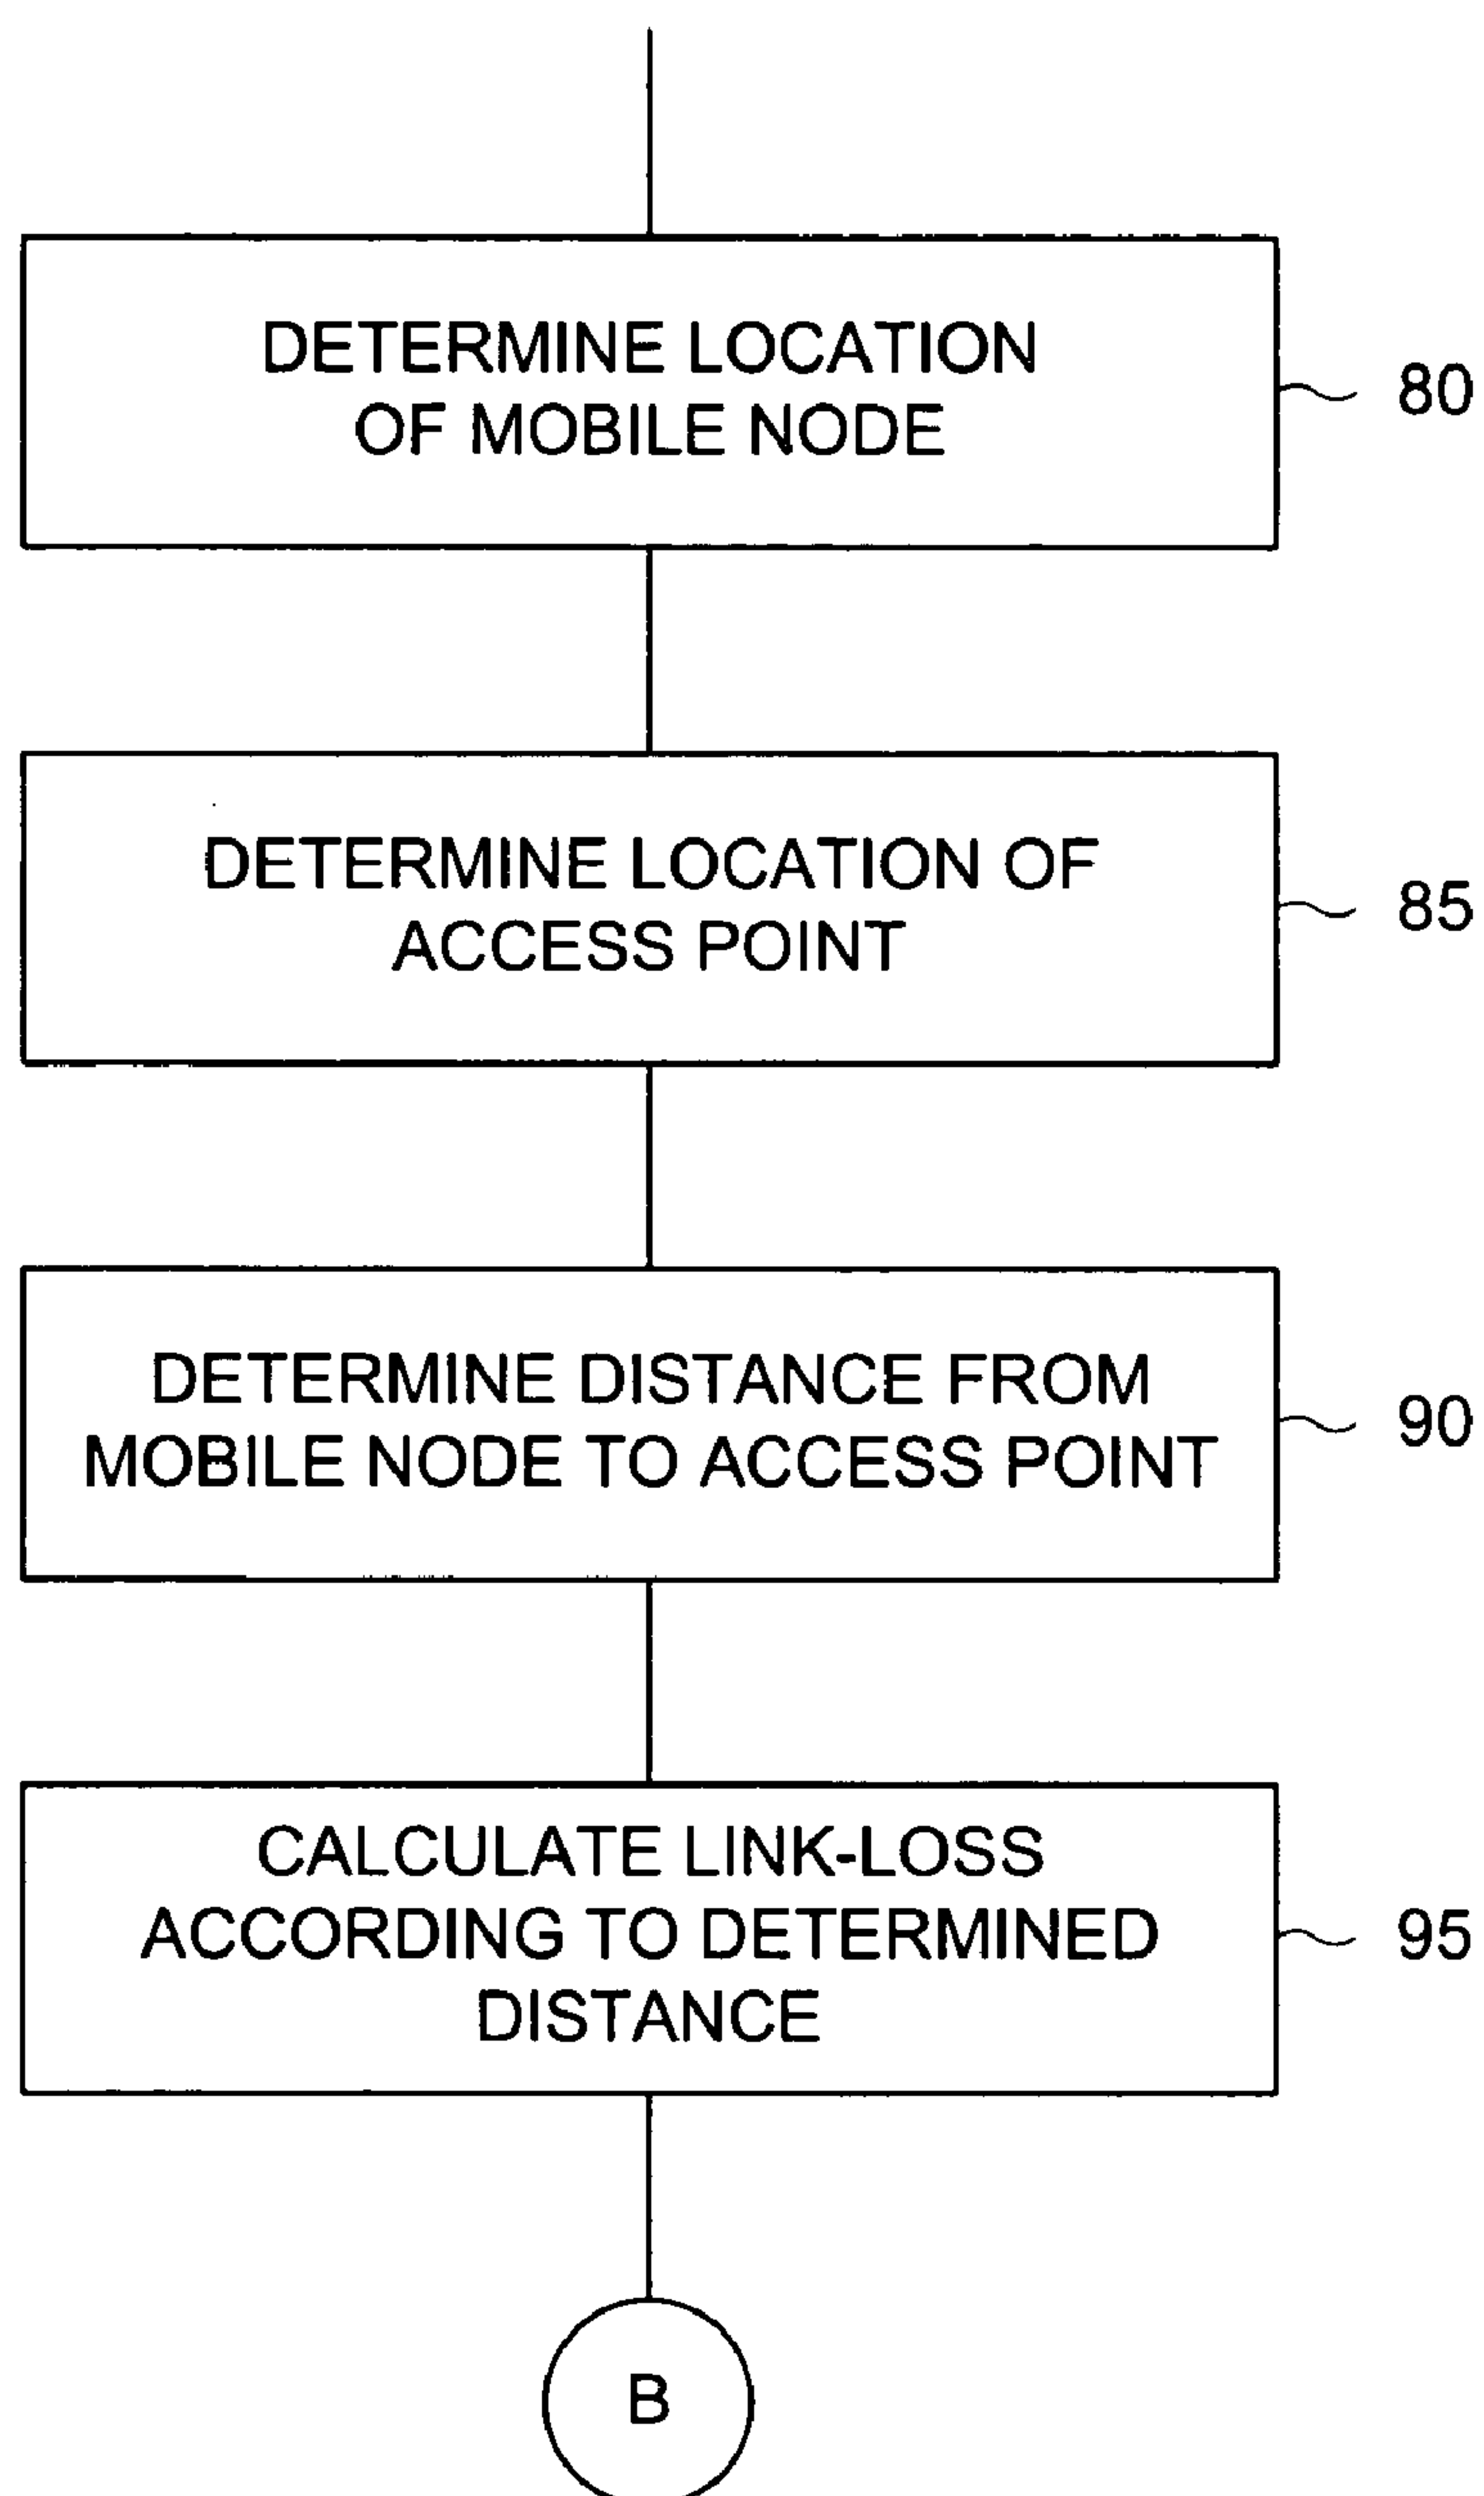 DETERMINE LOCATION
OF MOBILE NODE
80
DETERMINE LOCATION OF
ACCESS POINT
85
DETERMINE DISTANCE FROM
MOBILE NODE TO ACCESS POINT
90
CALCULATE LINK-LOSS
ACCORDING TO DETERMINED
DISTANCE
95
B